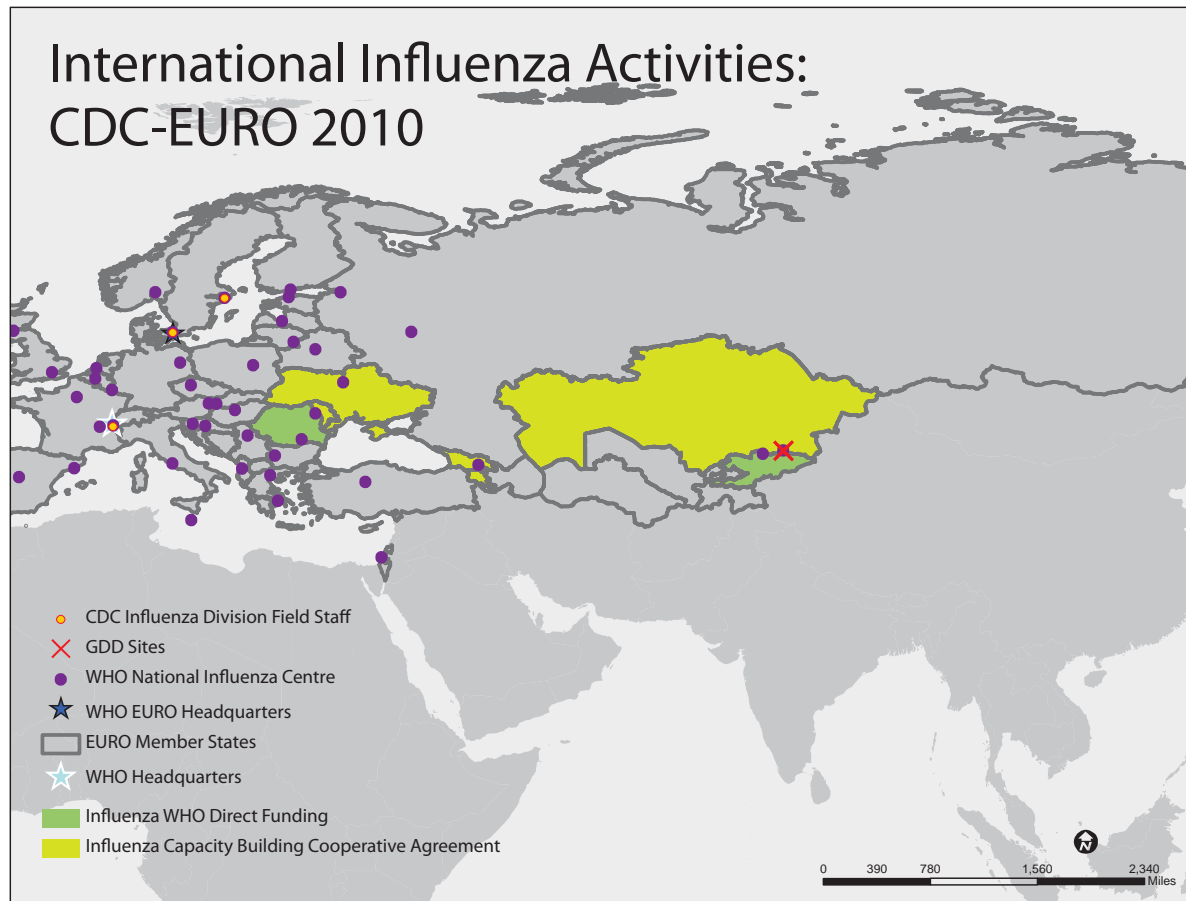 International Influenza Activities:
CDC-EURO 2010
CDC Influenza Division Field Staff
GDD Sites
WHO National Influenza Centre
WHO EURO Headquarters
EURO Member States
WHO Headquarters
Influenza WHO Direct Funding
Influenza Capacity Building Cooperative Agreement
N
0 390 780 1,560 2,340
Miles